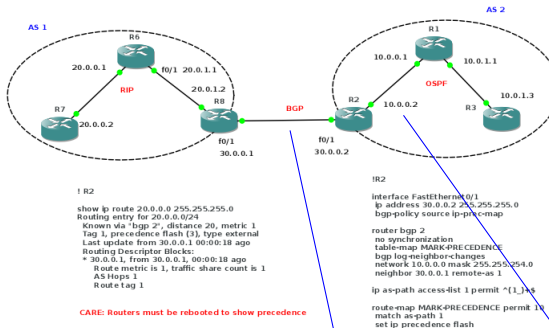 AS 1
AS 2
R6
R1
20.0.0.1
f0/1
20.0.1.1
10.0.0.1
10.0.1.1
RIP
OSPF
20.0.1.2
10.0.1.3
R7
R8
BGP
R2
10.0.0.2
R3
20.0.0.2
f0/1
30.0.0.1
f0/1
30.0.0.2
! R2
show ip route 20.0.0.0 255.255.255.0
Routing entry for 20.0.0.0/24
Known via "bgp 2", distance 20, metric 1
Tag 1, precedence flash (3), type external
Last update from 30.0.0.1 00:00:18 ago
Routing Descriptor Blocks:
* 30.0.0.1, from 30.0.0.1, 00:00:18 ago
Route metric is 1, traffic share count is 1
AS Hops 1
Route tag 1
CARE: Routers must be rebooted to show precedence
!R2
interface FastEthernet0/1
ip address 30.0.0.2 255.255.255.0
bgp-policy source ip-prec-map
router bgp 2
no synchronization
table-map MARK-PRECEDENCE
bgp log-neighbor-changes
network 10.0.0.0 mask 255.255.254.0
neighbor 30.0.0.1 remote-as 1
ip as-path access-list 1 permit ^[1_]+$
route-map MARK-PRECEDENCE permit 10
match as-path 1
set ip precedence flash